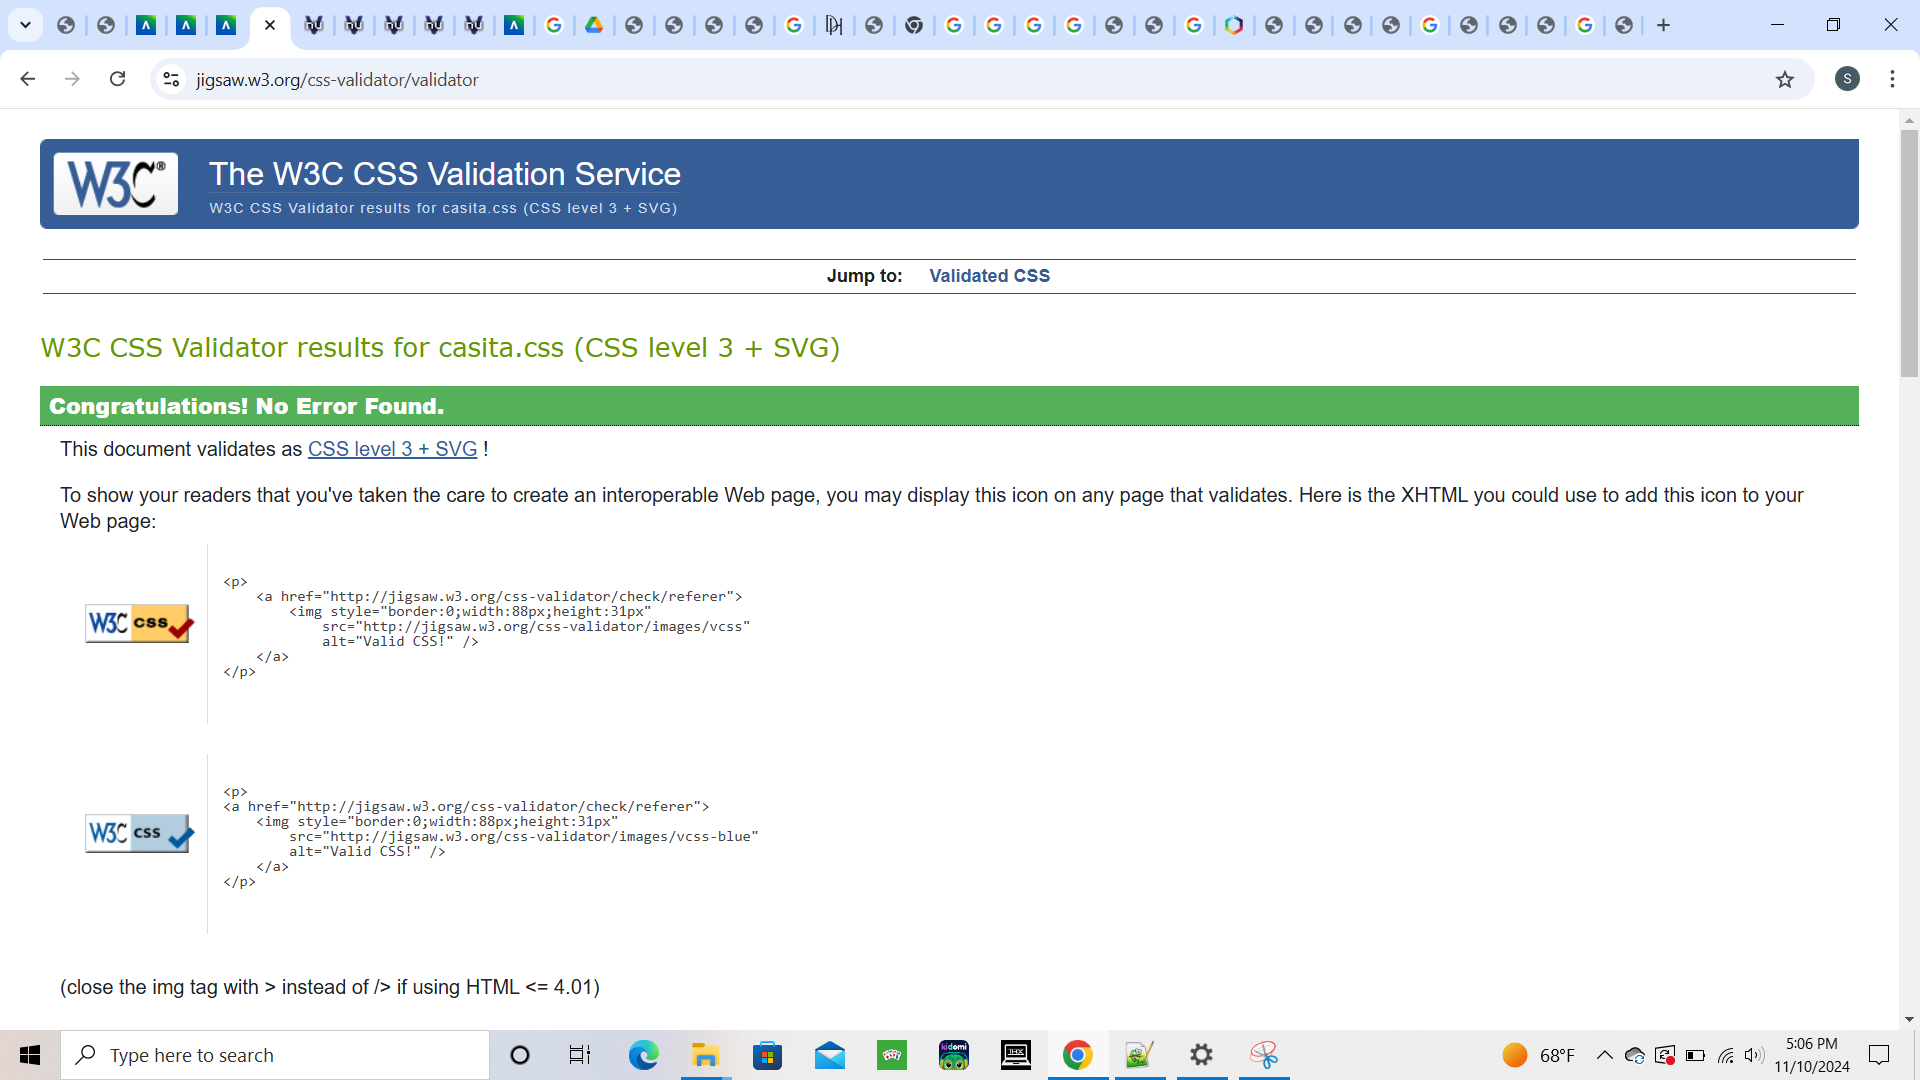 jigsaw.w3.org/css-validator/validator
S
W3C®
The W3C CSS Validation Service
W3C CSS Validator results for casita.css (CSS level 3 + SVG)
Jump to: Validated CSS
W3C CSS Validator results for casita.css (CSS level 3 + SVG)
Congratulations! No Error Found.
This document validates as CSS level 3 + SVG !
To show your readers that you've taken the care to create an interoperable Web page, you may display this icon on any page that validates. Here is the XHTML you could use to add this icon to your
Web page:
<p>
<a href="http://jigsaw.w3.org/css-validator/check/referer">
<img style="border:0;width:88px;height:31px"
W3C css
src="http://jigsaw.w3.org/css-validator/images/vcss"
alt="Valid CSS!" />
</a>
</p>
<p>
<a href="http://jigsaw.w3.org/css-validator/check/referer">
<img style="border:0;width:88px;height:31px"
W3C css
src="http://jigsaw.w3.org/css-validator/images/vcss-blue"
alt="Valid CSS!" />
</a>
</p>
(close the img tag with > instead of /> if using HTML <= 4.01)
Type here to search
kidomi
68°F
5:06 PM
11/10/2024